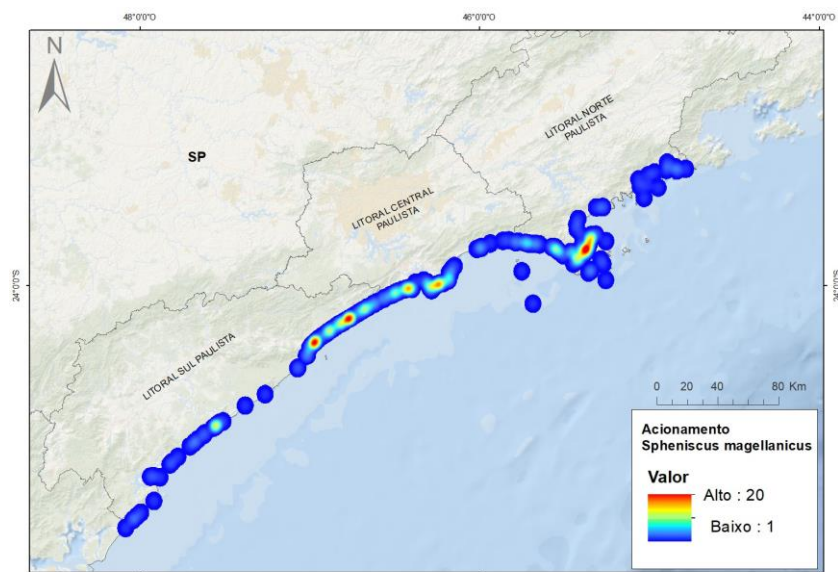 48°0'0"O
46°0'0"O
44°0'0"O
N
LITORAL NORTE
PAULISTA
SP
LITORAL CENTRAL
PAULISTA
24°0'0"S
24°0'0"S
LITORAL SUL PAULISTA
0 20 40 80 Km
Acionamento
Spheniscus magellanicus
Valor
Alto : 20
Baixo : 1